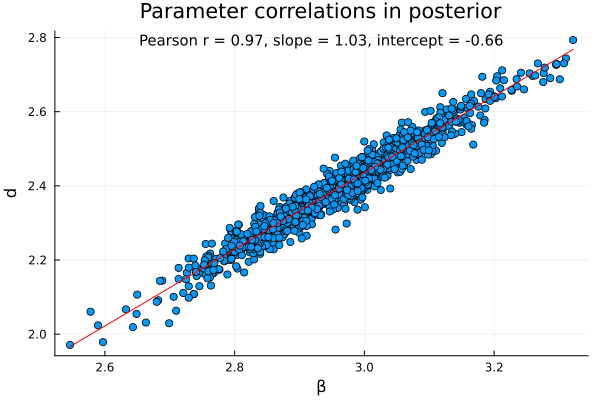 Parameter correlations in posterior
Pearson r = 0.97, slope = 1.03, intercept = -0.66
2.8
2.6
2.4
2.2
2.0
d
2.6 2.8 3.0 3.2
β